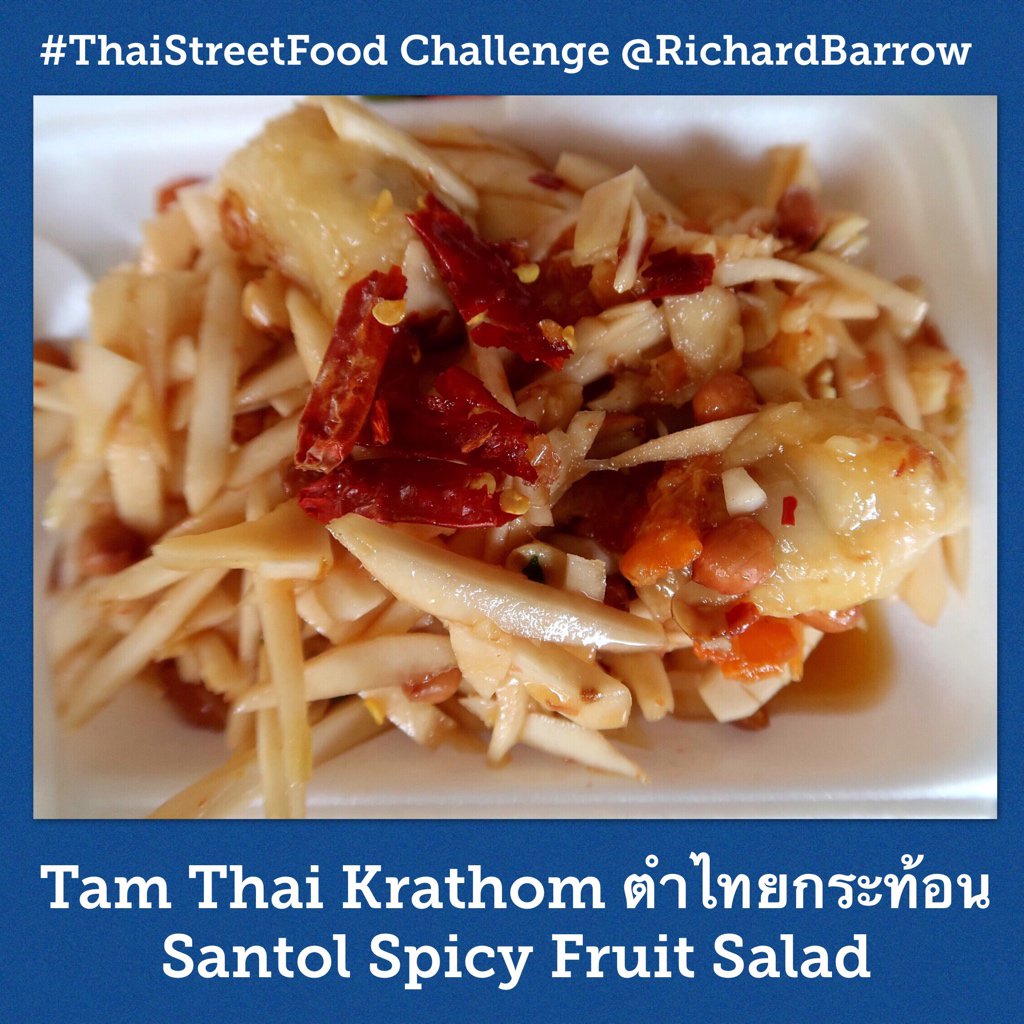 #ThaiStreetFood Challenge @RichardBarrow
Tam Thai Krathom ตำไทยกระท้อน
Santol Spicy Fruit Salad